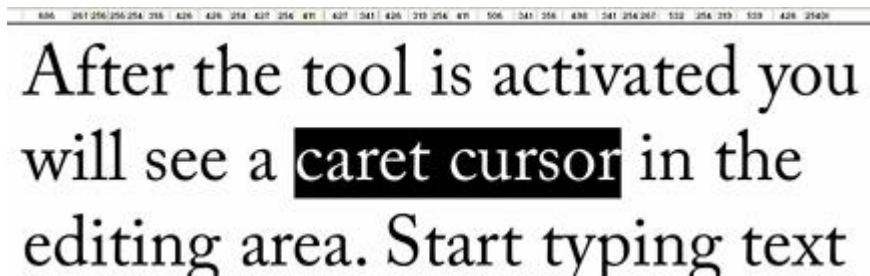 After the tool is activated you
will see a caret cursor in the
editing area. Start typing text